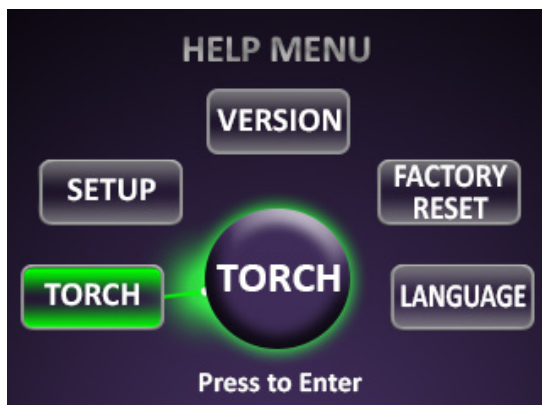 HELP MENU
VERSION
SETUP
FACTORY
RESET
TORCH
TORCH
LANGUAGE
Press to Enter